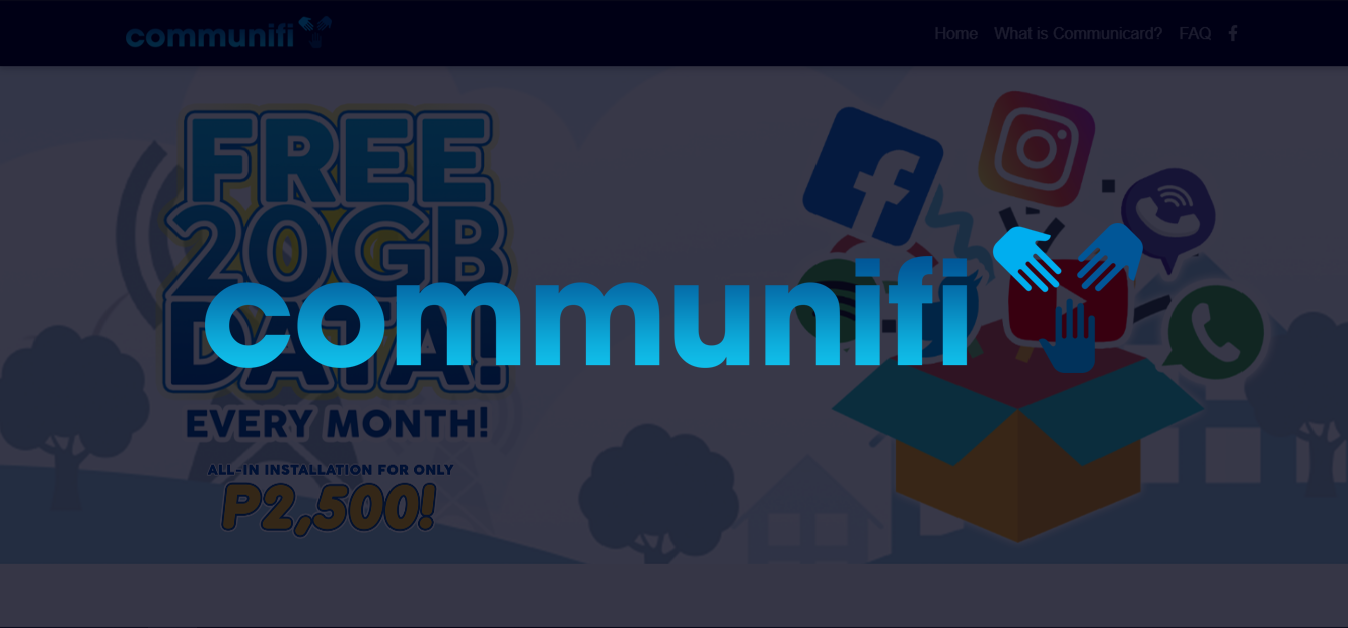 communifi
Home What is Communicard? FAQ
FREE
20GB
DATA!
EVERY MONTH!
ALL-IN INSTALLATION FOR ONLY
P2,500!
communifi